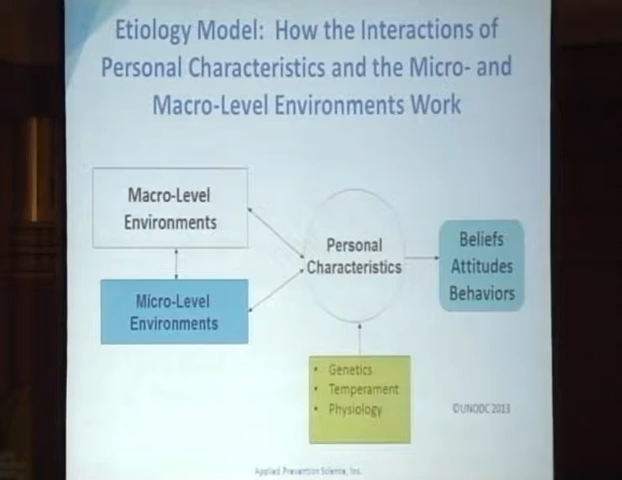 Etiology Model: How the Interactions of
Personal Characteristics and the Micro- and
Macro-Level Environments Work
Macro-Level
Environments
Personal
Characteristics
Beliefs
Attitudes
Behaviors
Micro-Level
Environments
• Genetics
• Temperament
• Physiology
©UNODC 2013
Applied Prevention Science, Inc.